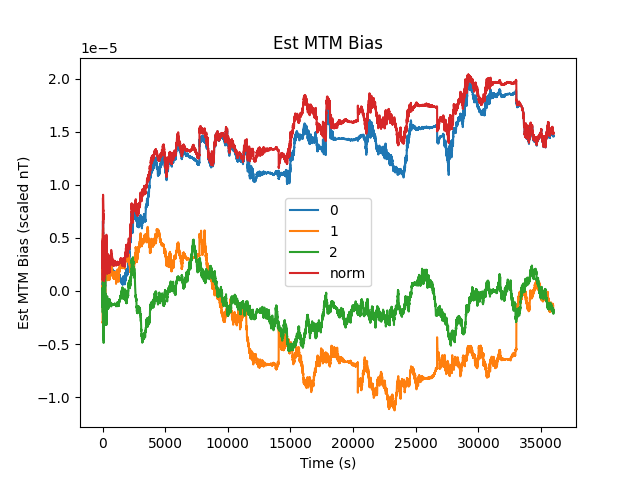 Est MTM Bias
1e−5
2.0
1.5
1.0
0.5
0.0
−0.5
−1.0
Est MTM Bias (scaled nT)
0
1
2
norm
0 5000 10000 15000 20000 25000 30000 35000
Time (s)